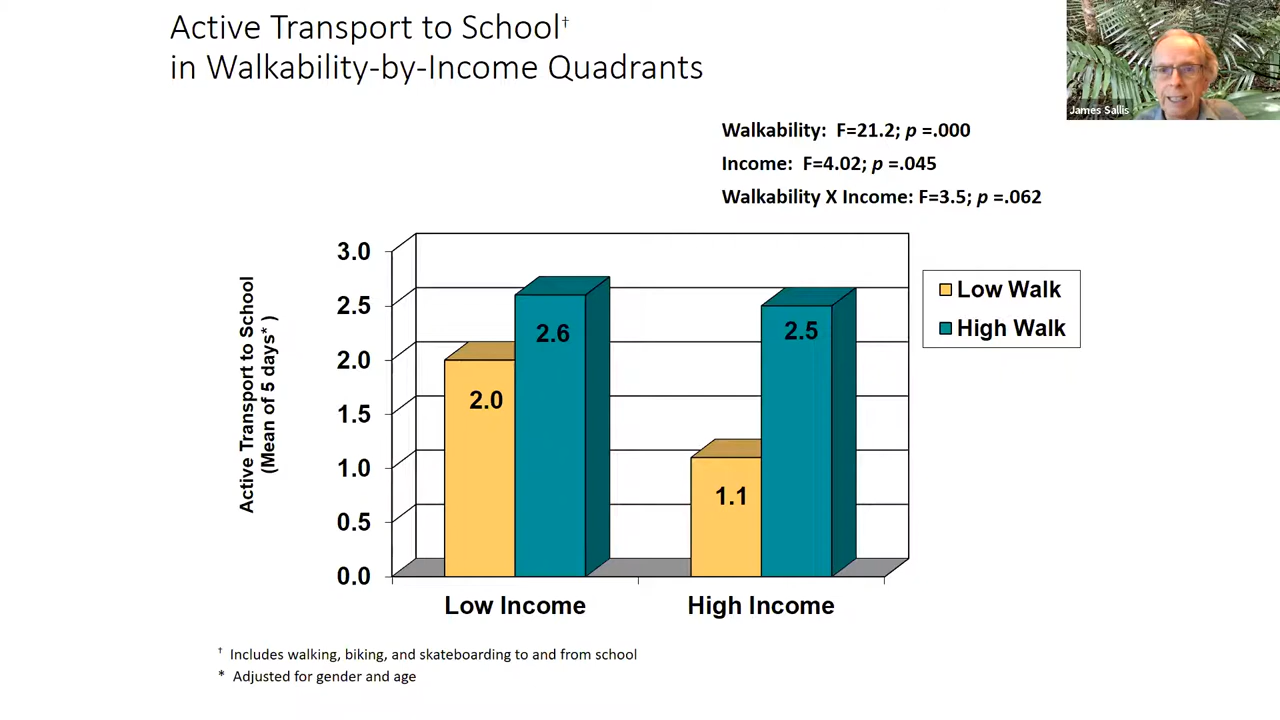 Active Transport to School†
in Walkability-by-Income Quadrants
James Sallis
Walkability: F=21.2; p =.000
Income: F=4.02; p =.045
Walkability X Income: F=3.5; p =.062
Active Transport to School
(Mean of 5 days* )
3.0
2.5
2.0
1.5
1.0
0.5
0.0
2.0
2.6
1.1
2.5
Low Walk
High Walk
Low Income
High Income
† Includes walking, biking, and skateboarding to and from school
* Adjusted for gender and age